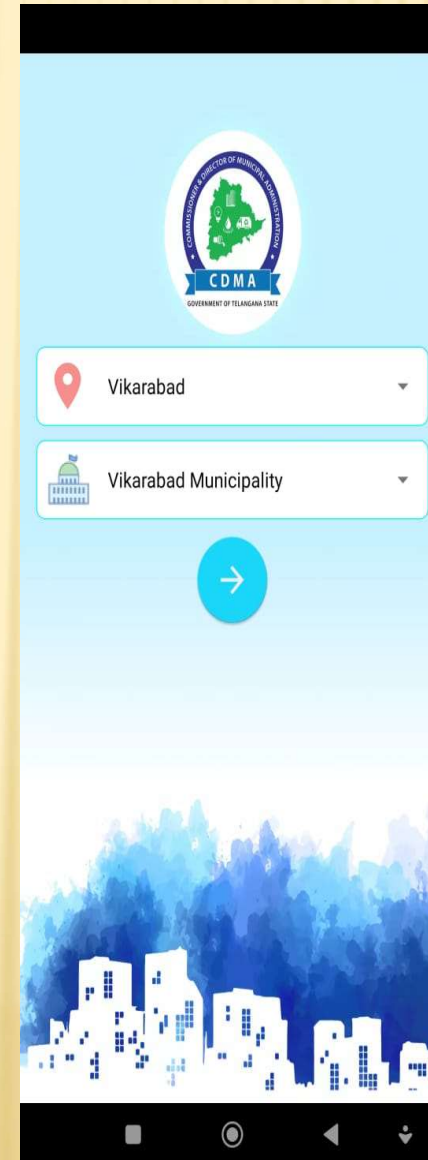 COMMISSIONER & DIRECTOR OF MUNICIPAL ADMINISTRATION
CDMA
GOVERNMENT OF TELANGANA STATE
Vikarabad
Vikarabad Municipality